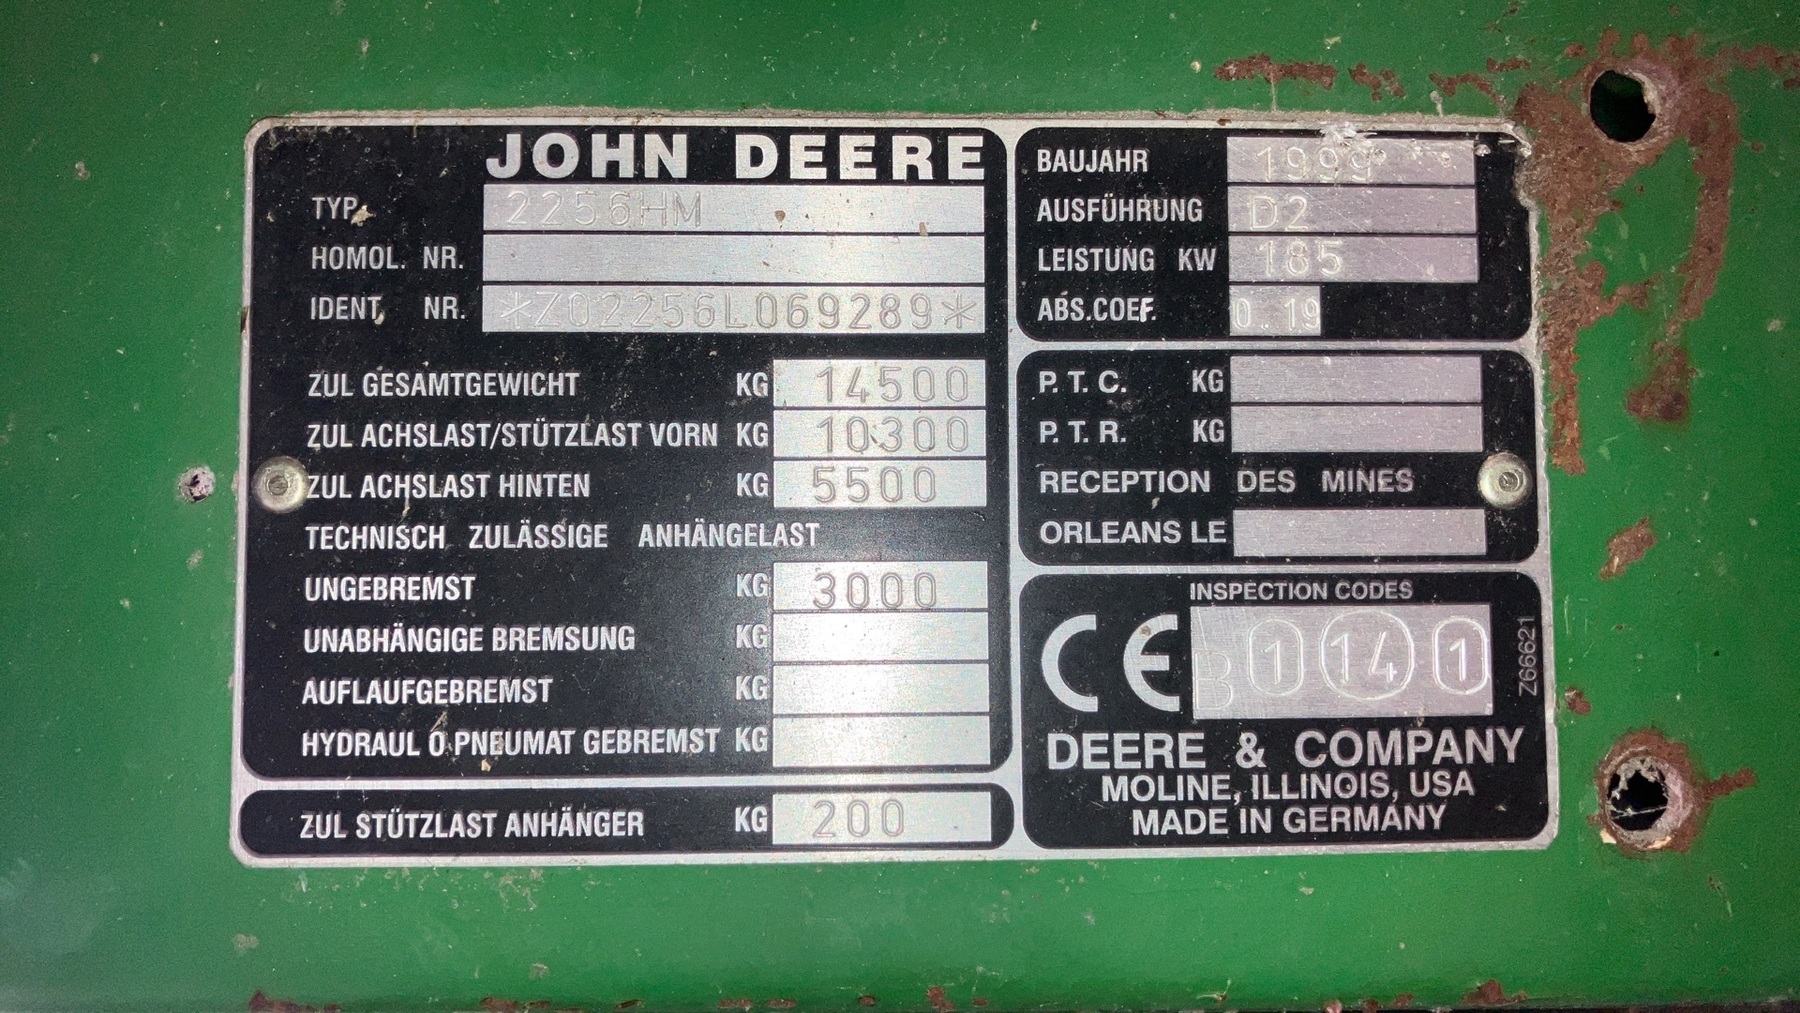 JOHN DEERE
TYP 2256HM
HOMOL. NR.
IDENT. NR. *Z02256L069289*
ZUL GESAMTGEWICHT KG 14500
ZUL ACHSLAST/STÜTZLAST VORN KG 10300
ZUL ACHSLAST HINTEN KG 5500
TECHNISCH ZULÄSSIGE ANHÄNGELAST
UNGEBREMST KG 3000
UNABHÄNGIGE BREMSUNG KG
AUFLAUFGEBREMST KG
HYDRAUL O.PNEUMAT GEBREMST KG
ZUL STÜTZLAST ANHÄNGER KG 200
BAUJAHR 1999
AUSFÜHRUNG D2
LEISTUNG KW 185
ABS.COEF. 0.19
P.T.C. KG
P.T.R. KG
RECEPTION DES MINES
ORLEANS LE
INSPECTION CODES
CE B 1 14 1
Z66621
DEERE & COMPANY
MOLINE, ILLINOIS, USA
MADE IN GERMANY